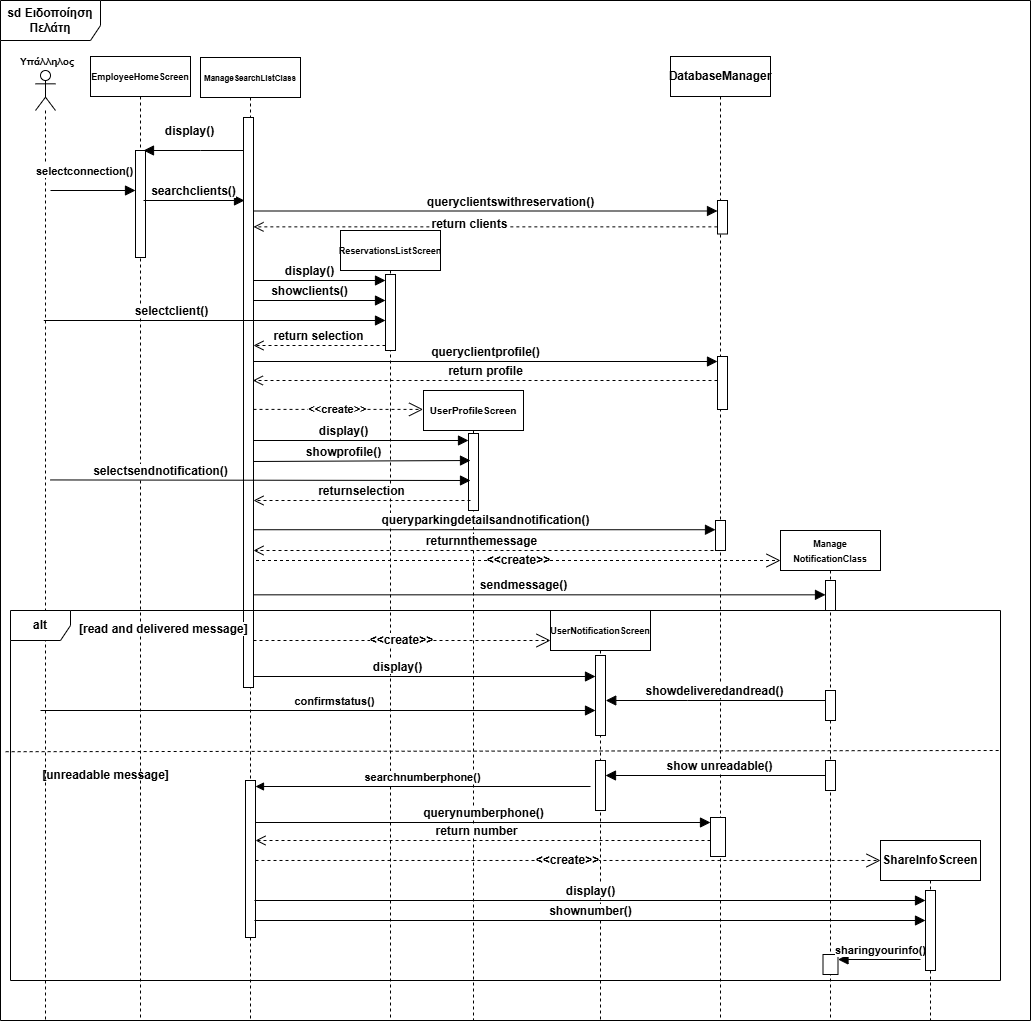 sd Ειδοποίηση
Πελάτη
Υπάλληλος
EmployeeHomeScreen
ManageSearchListClass
DatabaseManager
display()
selectconnection()
searchclients()
queryclientswithreservation()
return clients
ReservationsListScreen
display()
showclients()
selectclient()
return selection
queryclientprofile()
return profile
<<create>>
UserProfileScreen
display()
showprofile()
selectsendnotification()
returnselection
queryparkingdetailsandnotification()
returnnthemessage
<<create>>
Manage
NotificationClass
sendmessage()
alt
[read and delivered message]
<<create>>
UserNotificationScreen
display()
showdeliveredandread()
confirmstatus()
[unreadable message]
show unreadable()
searchnumberphone()
querynumberphone()
return number
<<create>>
ShareInfoScreen
display()
shownumber()
sharingyourinfo()